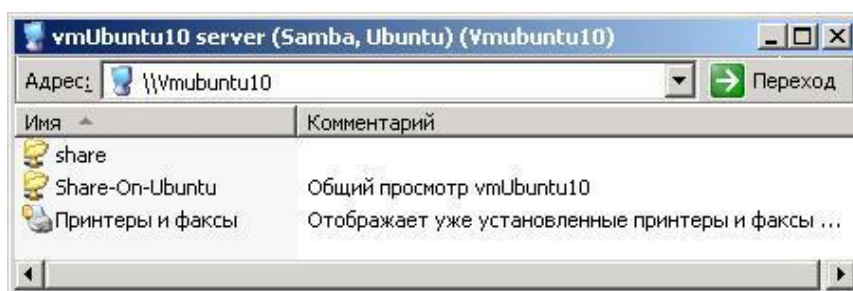 vmUbuntu10 server (Samba, Ubuntu) (Vmubuntu10)
Адрес: \\Vmubuntu10 Переход
Имя Комментарий
share
Share-On-Ubuntu Общий просмотр vmUbuntu10
Принтеры и факсы Отображает уже установленные принтеры и факсы ...